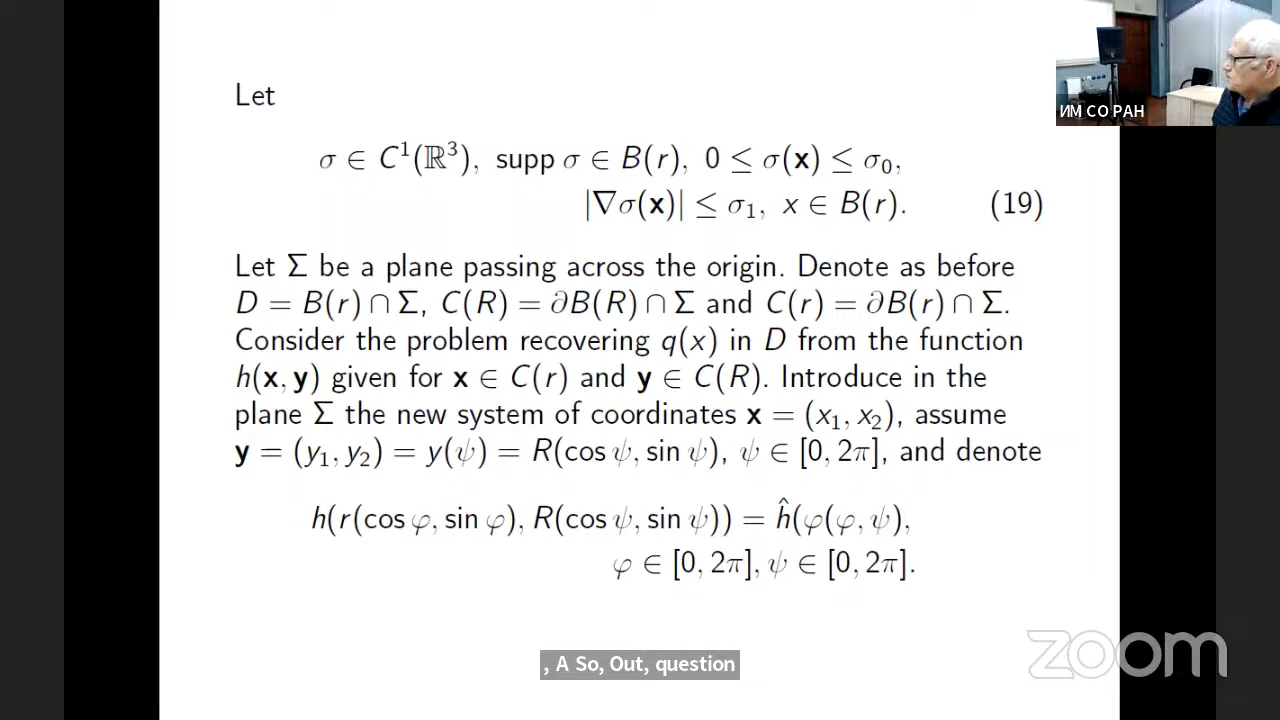 Let
σ ∈ C¹(ℝ³), supp σ ∈ B(r), 0 ≤ σ(𝐱) ≤ σ₀,
|∇σ(𝐱)| ≤ σ₁, x ∈ B(r). (19)
Let Σ be a plane passing across the origin. Denote as before
D = B(r) ∩ Σ, C(R) = ∂B(R) ∩ Σ and C(r) = ∂B(r) ∩ Σ.
Consider the problem recovering q(x) in D from the function
h(𝐱, 𝐲) given for 𝐱 ∈ C(r) and 𝐲 ∈ C(R). Introduce in the
plane Σ the new system of coordinates 𝐱 = (x₁, x₂), assume
𝐲 = (y₁, y₂) = y(ψ) = R(cos ψ, sin ψ), ψ ∈ [0, 2π], and denote
h(r(cos φ, sin φ), R(cos ψ, sin ψ)) = ĥ(φ(φ, ψ),
φ ∈ [0, 2π], ψ ∈ [0, 2π].
ИМ СО РАН
, A So, Out, question
zoom